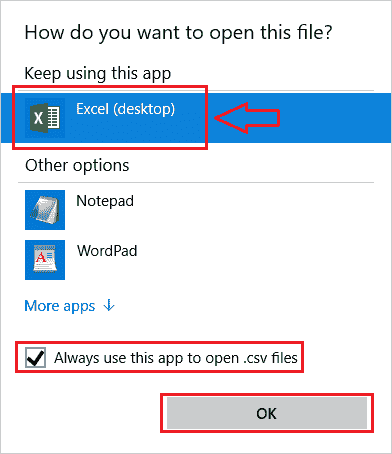 How do you want to open this file?
Keep using this app
Excel (desktop)
Other options
Notepad
WordPad
More apps ↓
Always use this app to open .csv files
OK